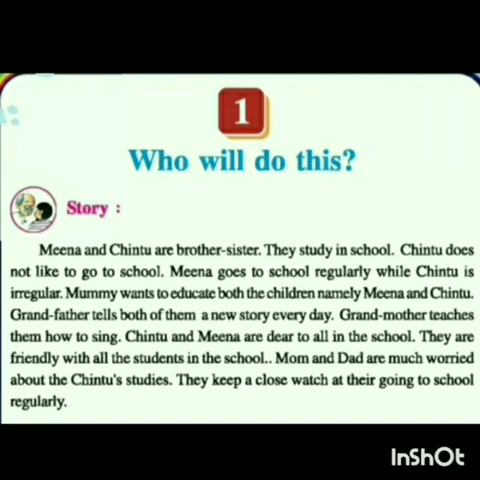 1
Who will do this?
Story :
Meena and Chintu are brother-sister. They study in school. Chintu does
not like to go to school. Meena goes to school regularly while Chintu is
irregular. Mummy wants to educate both the children namely Meena and Chintu.
Grand-father tells both of them a new story every day. Grand-mother teaches
them how to sing. Chintu and Meena are dear to all in the school. They are
friendly with all the students in the school.. Mom and Dad are much worried
about the Chintu's studies. They keep a close watch at their going to school
regularly.
InShOt